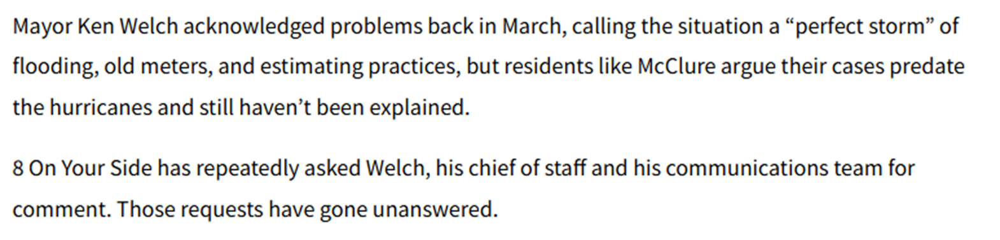 Mayor Ken Welch acknowledged problems back in March, calling the situation a “perfect storm” of
flooding, old meters, and estimating practices, but residents like McClure argue their cases predate
the hurricanes and still haven’t been explained.
8 On Your Side has repeatedly asked Welch, his chief of staff and his communications team for
comment. Those requests have gone unanswered.